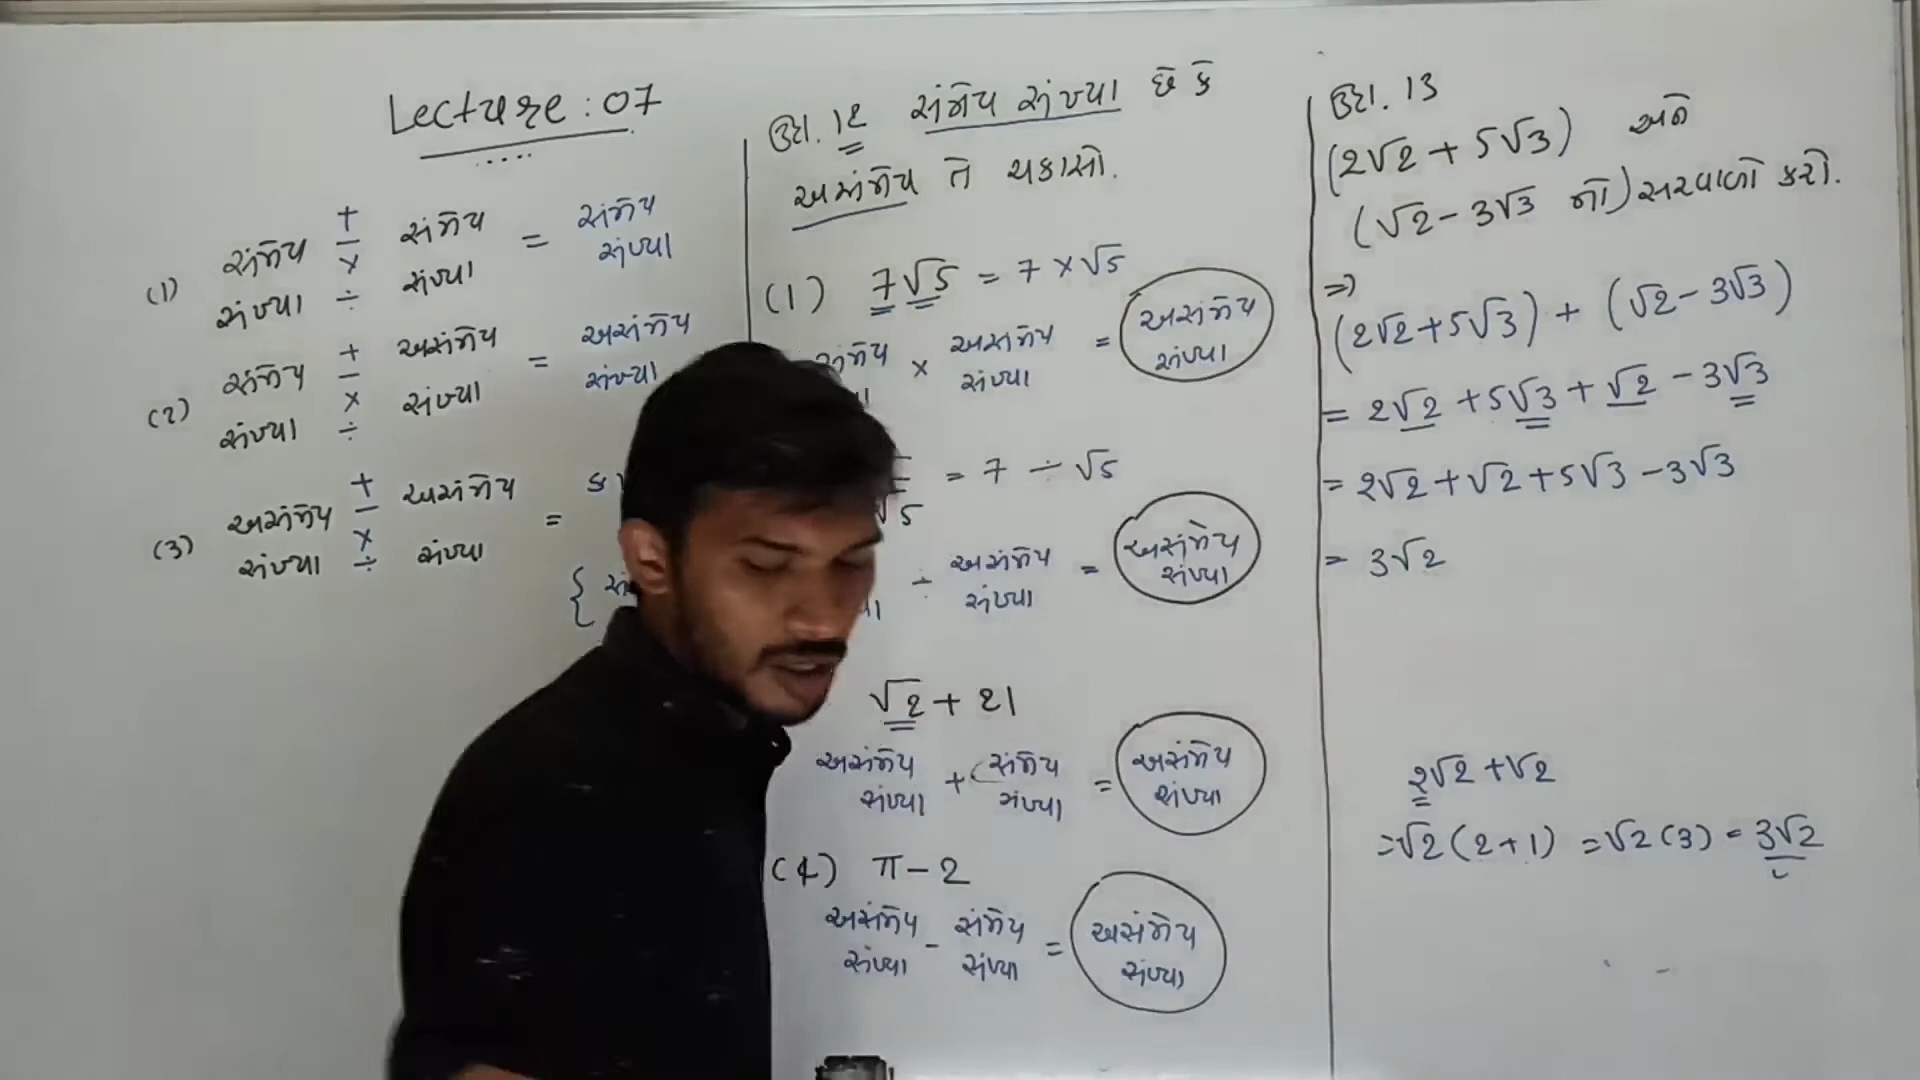 Lecture : 07
(1) સંમેય + સંમેય = સંમેય
સંખ્યા − × ÷ સંખ્યા સંખ્યા
(2) સંમેય + અસંમેય = અસંમેય
સંખ્યા − × ÷ સંખ્યા સંખ્યા
(3) અસંમેય + અસંમેય =
સંખ્યા − × ÷ સંખ્યા
{
ઉદા. 12 સંમેય સંખ્યા છે કે
અસંમેય તે ચકાસો.
(1) 7√5 = 7 × √5
સંમેય × અસંમેય = અસંમેય
સંખ્યા સંખ્યા
√5 = 7 ÷ √5
÷ અસંમેય = અસંમેય
સંખ્યા સંખ્યા
√2 + 21
અસંમેય + સંમેય = અસંમેય
સંખ્યા સંખ્યા સંખ્યા
(4) π − 2
અસંમેય − સંમેય = અસંમેય
સંખ્યા સંખ્યા સંખ્યા
ઉદા. 13
(2√2 + 5√3) અને
(√2 − 3√3 નો) સરવાળો કરો.
⇒
(2√2 + 5√3) + (√2 − 3√3)
= 2√2 + 5√3 + √2 − 3√3
= 2√2 + √2 + 5√3 − 3√3
= 3√2
2√2 + √2
= √2 (2+1) = √2 (3) = 3√2